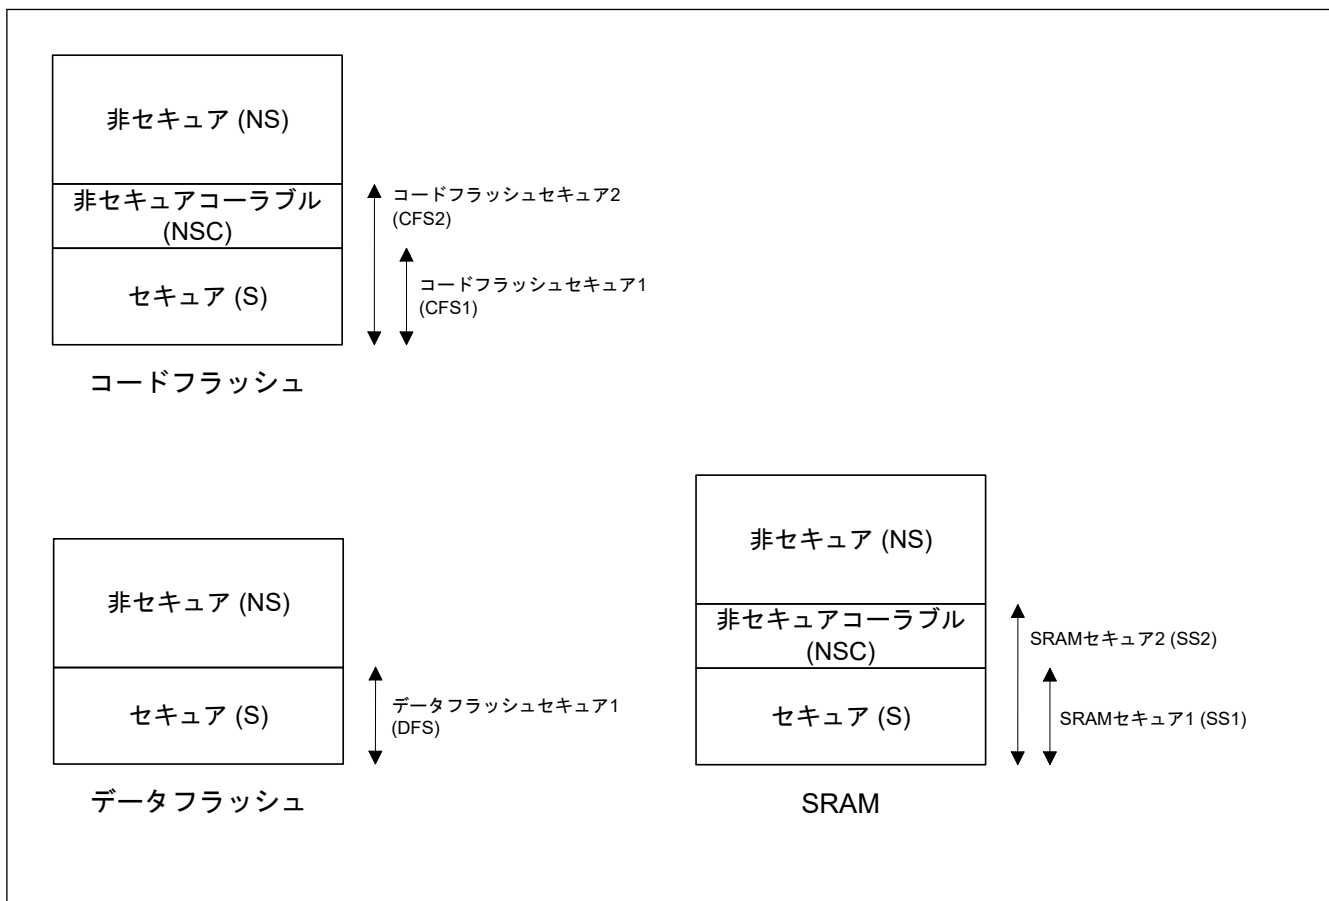 非セキュア (NS)
非セキュアコーラブル
(NSC)
セキュア (S)
コードフラッシュセキュア2
(CFS2)
コードフラッシュセキュア1
(CFS1)
コードフラッシュ
非セキュア (NS)
セキュア (S)
データフラッシュセキュア1
(DFS)
データフラッシュ
非セキュア (NS)
非セキュアコーラブル
(NSC)
セキュア (S)
SRAMセキュア2 (SS2)
SRAMセキュア1 (SS1)
SRAM